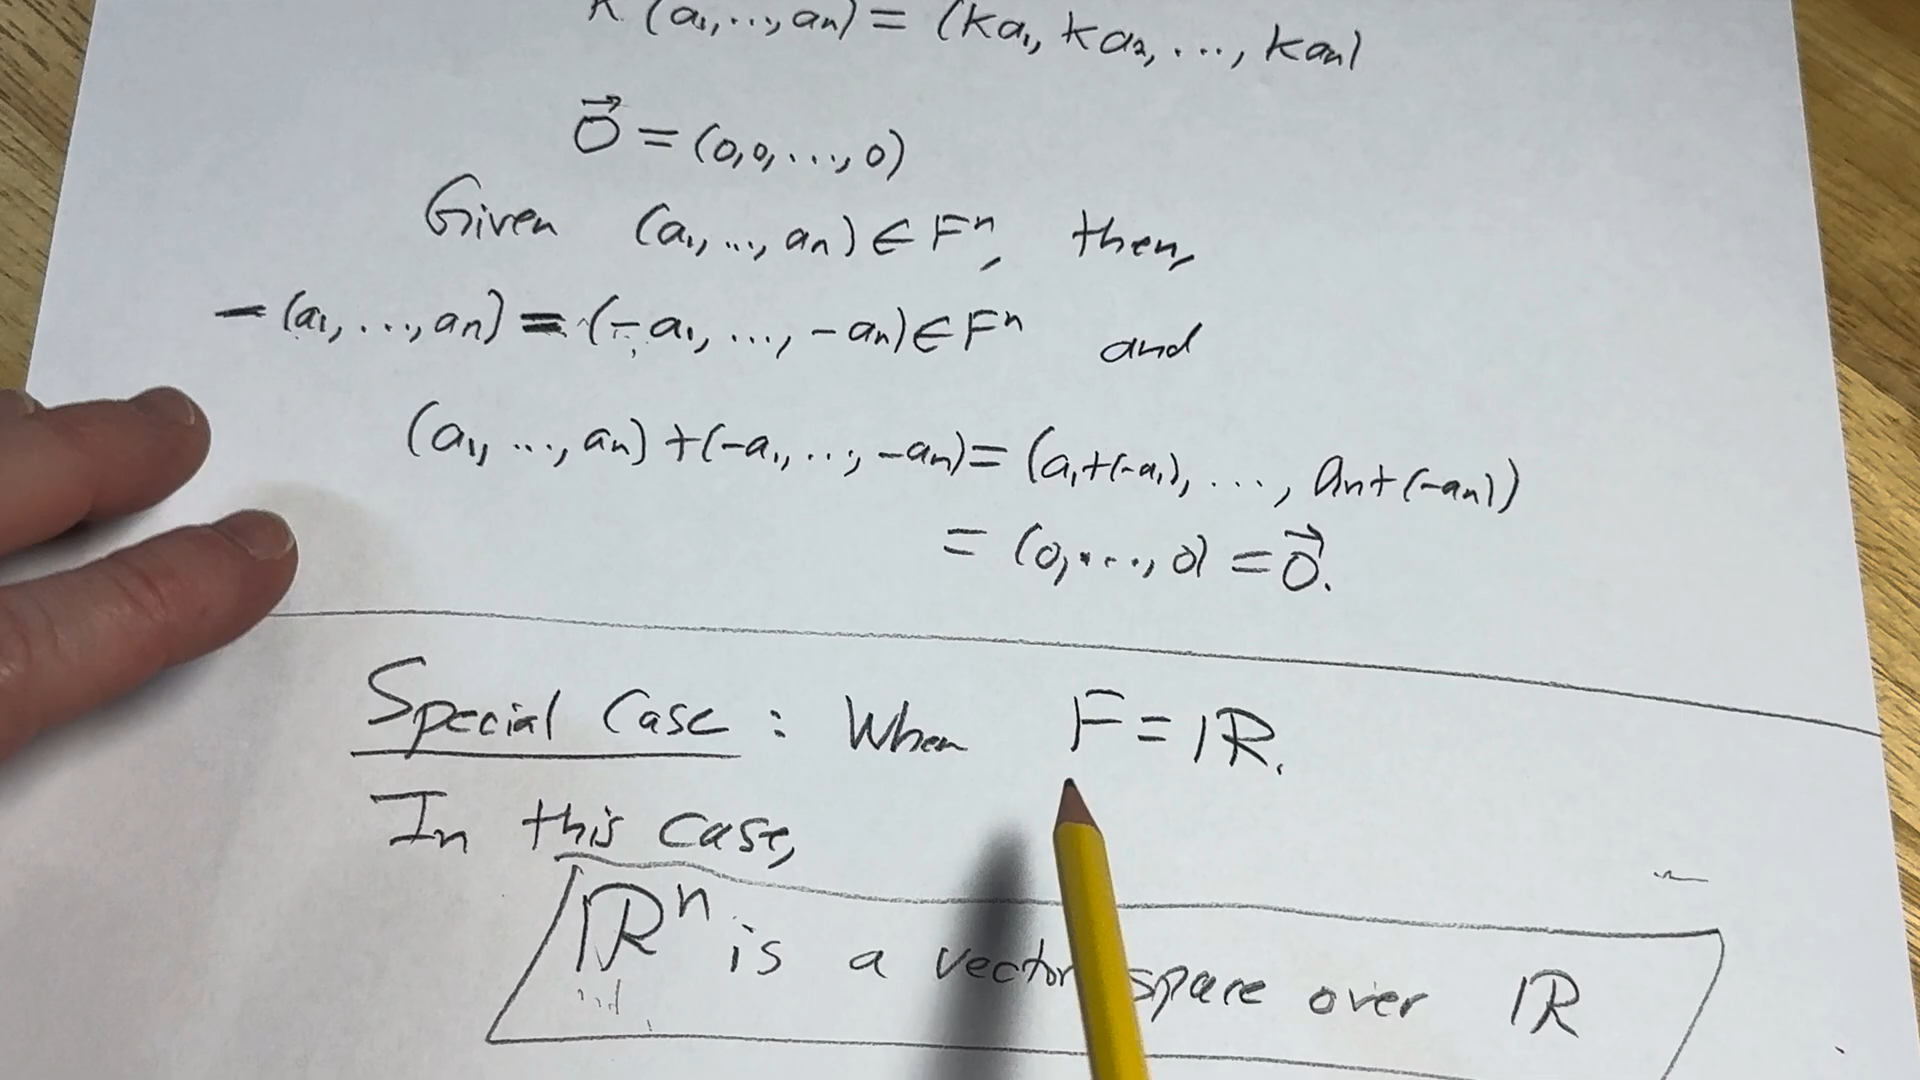 K (a₁, ..., aₙ) = (Ka₁, Ka₂, ..., Kaₙ)
0⃗ = (0, 0, ..., 0)
Given (a₁, ..., aₙ) ∈ Fⁿ, then,
− (a₁, ..., aₙ) = (−a₁, ..., −aₙ) ∈ Fⁿ and
(a₁, ..., aₙ) + (−a₁, ..., −aₙ) = (a₁+(−a₁), ..., aₙ+(−aₙ))
= (0, ..., 0) = 0⃗.
Special Case : When F = ℝ.
In this case,
ℝⁿ is a vector space over ℝ